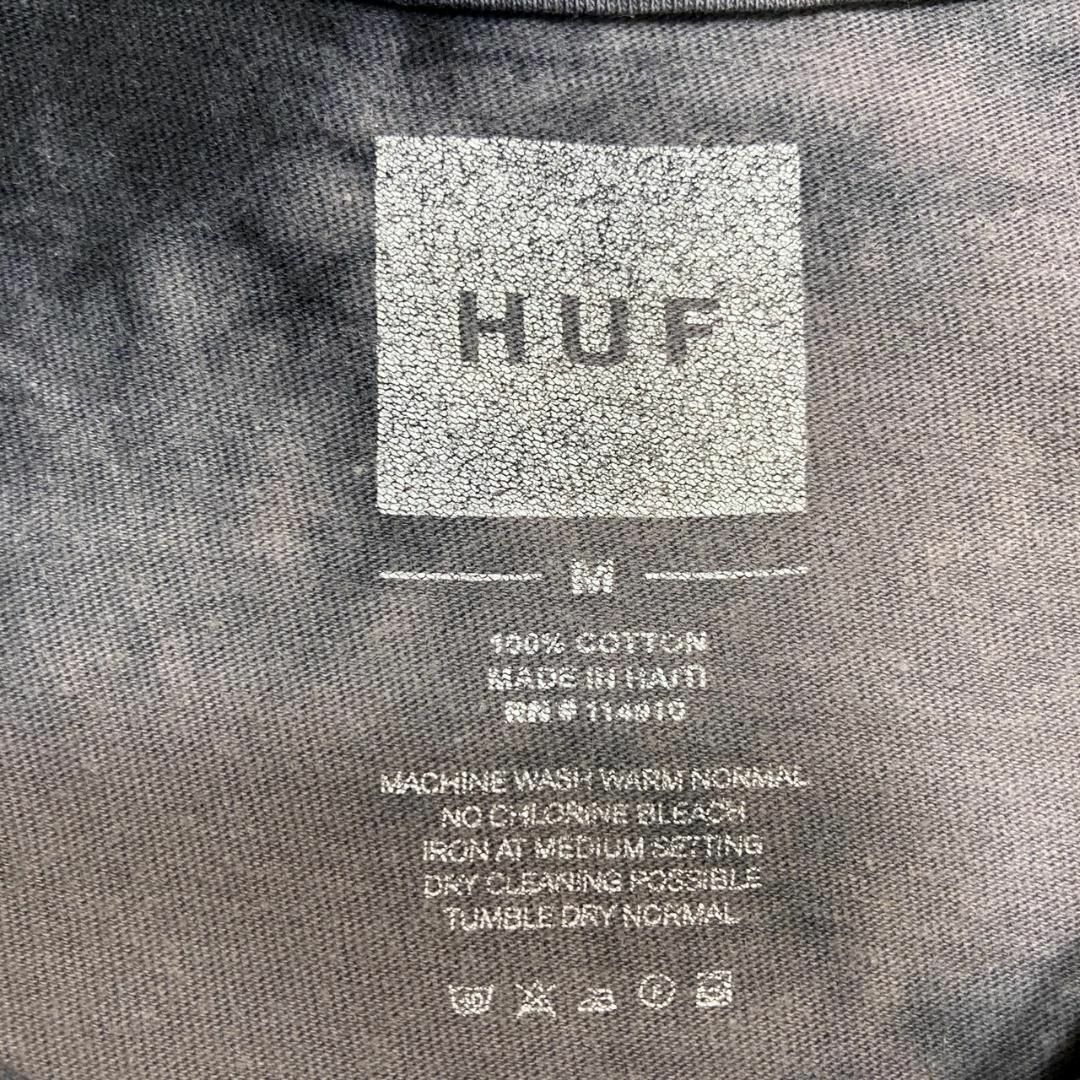 HUF
M
100% COTTON
MADE IN HAITI
RN # 114910
MACHINE WASH WARM NORMAL
NO CHLORINE BLEACH
IRON AT MEDIUM SETTING
DRY CLEANING POSSIBLE
TUMBLE DRY NORMAL